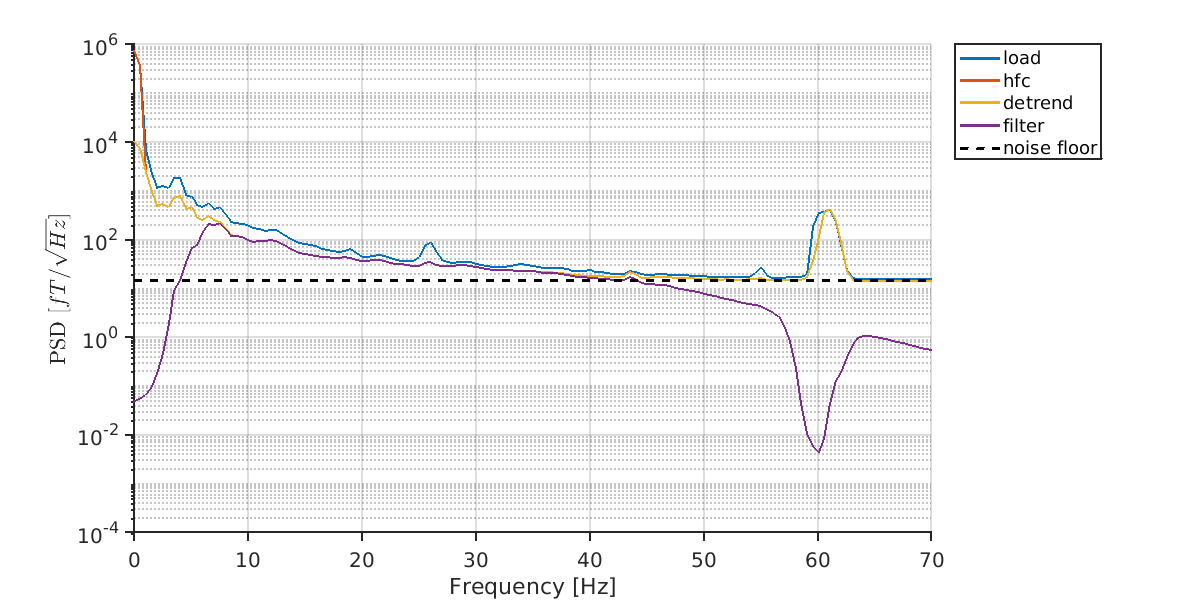 10^6
10^4
10^2
10^0
10^-2
10^-4
PSD [fT/√Hz]
0 10 20 30 40 50 60 70
Frequency [Hz]
load
hfc
detrend
filter
noise floor